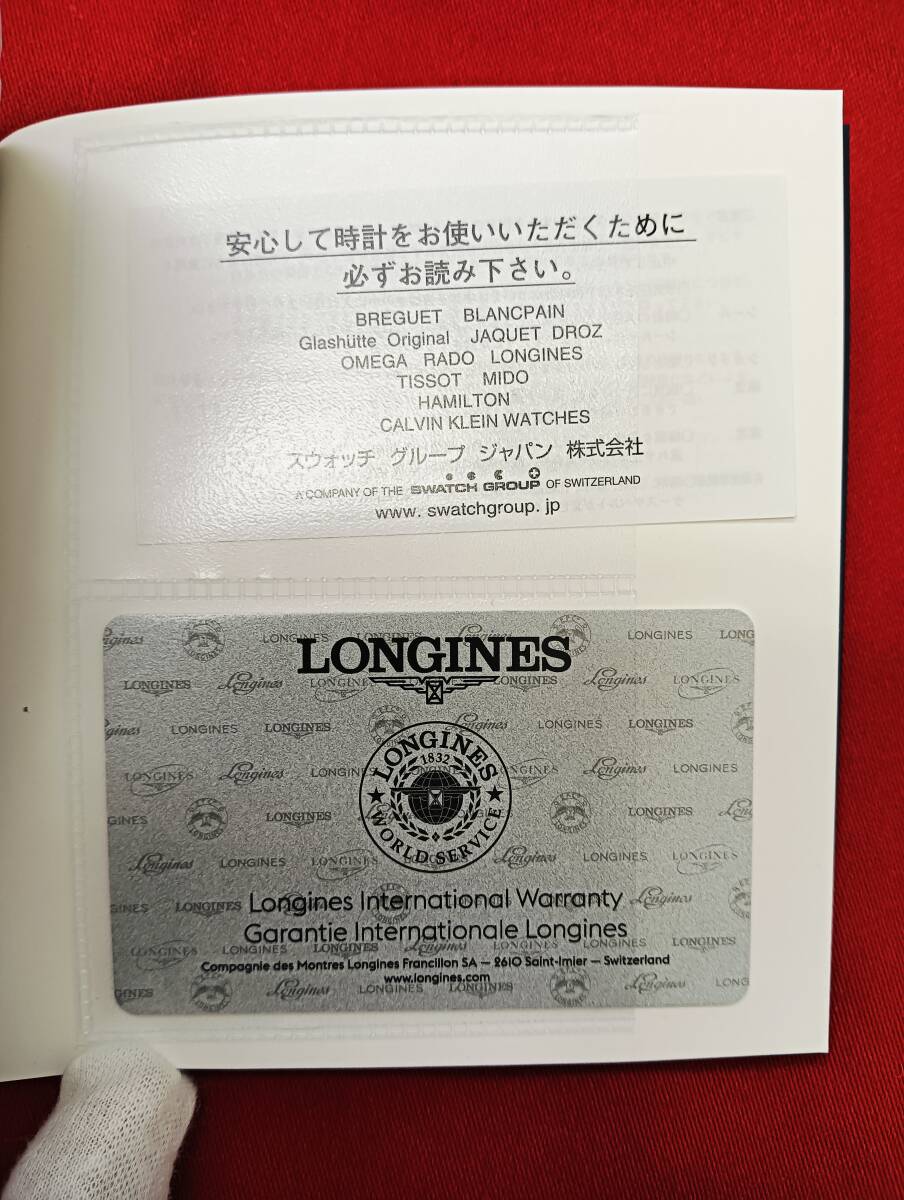 安心して時計をお使いいただくために
必ずお読み下さい。
BREGUET BLANCPAIN
Glashütte Original JAQUET DROZ
OMEGA RADO LONGINES
TISSOT MIDO
HAMILTON
CALVIN KLEIN WATCHES
スウォッチ グループ ジャパン 株式会社
A COMPANY OF THE SWATCH GROUP OF SWITZERLAND
www. swatchgroup. jp
LONGINES
LONGINES
1832
WORLD SERVICE
Longines International Warranty
Garantie Internationale Longines
Compagnie des Montres Longines Francillon SA – 2610 Saint-Imier – Switzerland
www.longines.com